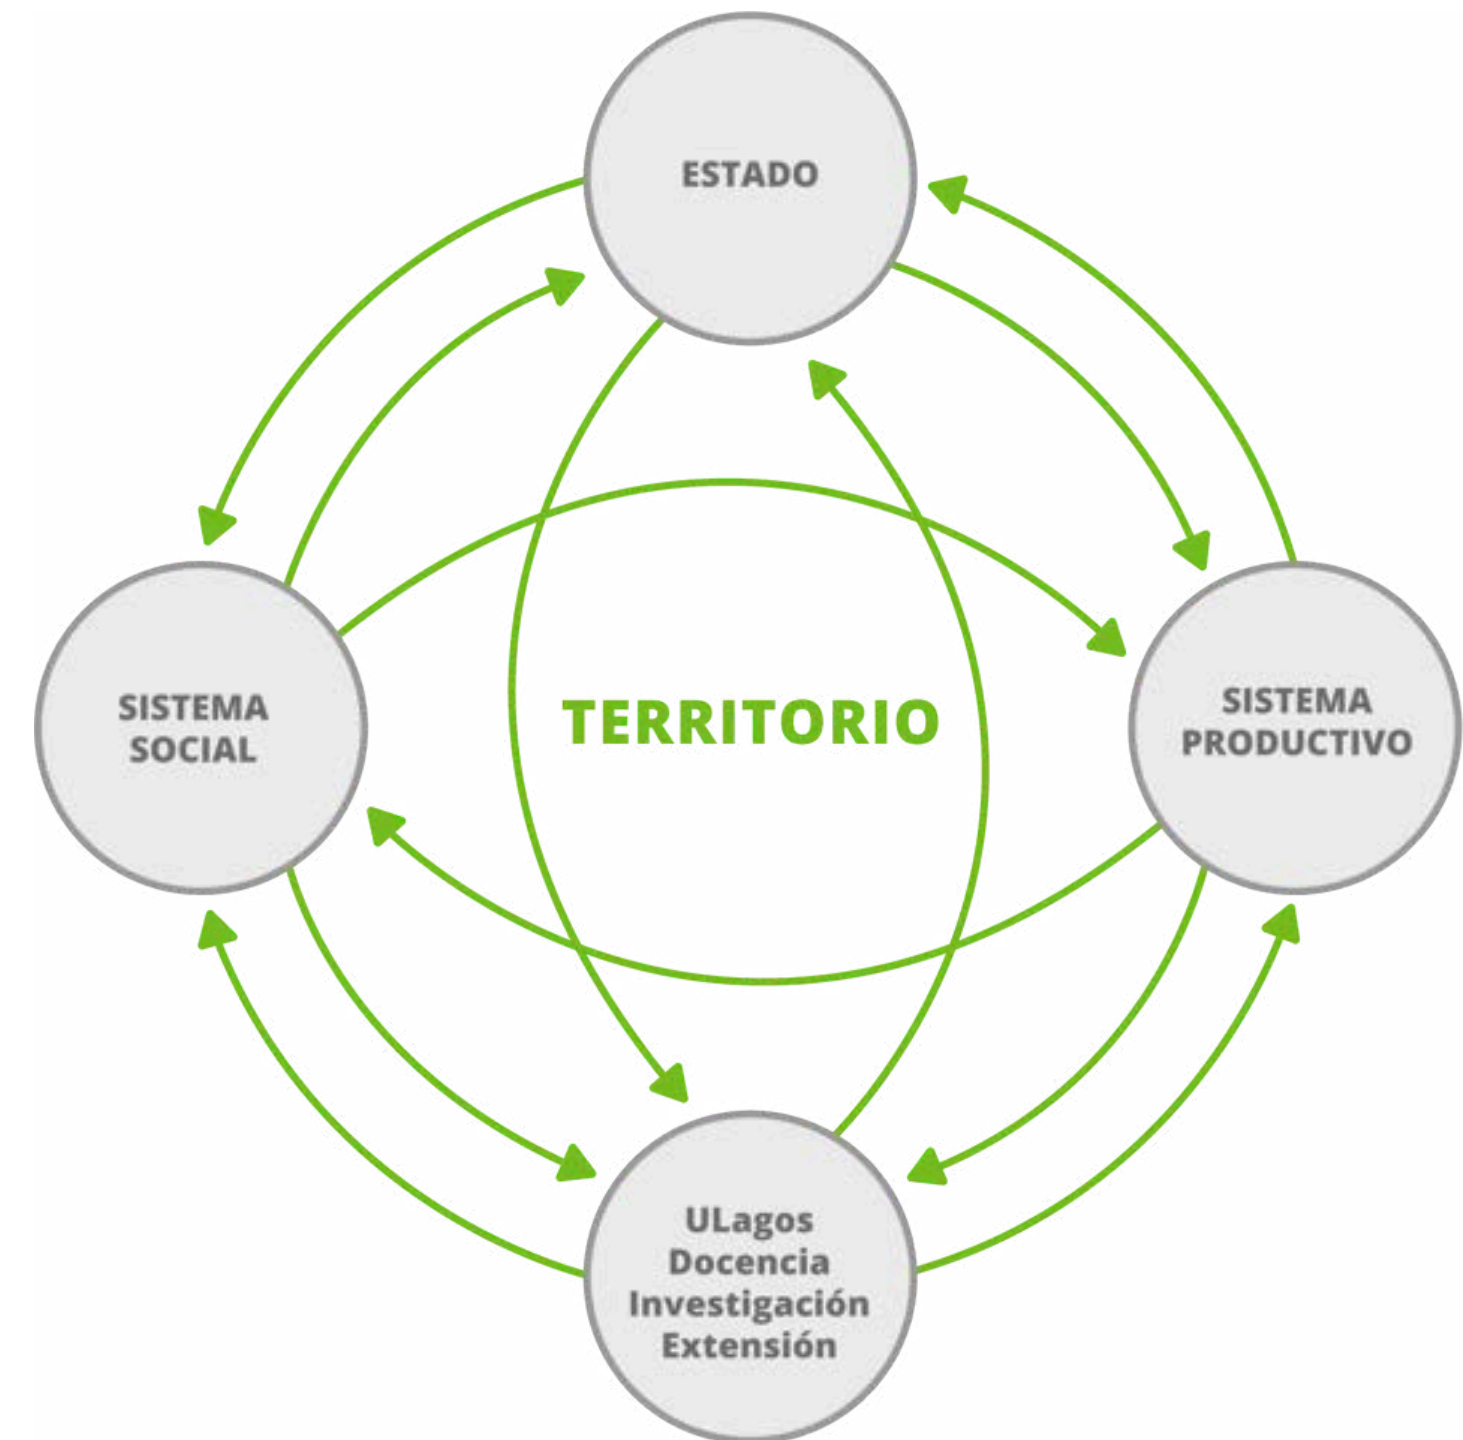 ESTADO
SISTEMA
SOCIAL
TERRITORIO
SISTEMA
PRODUCTIVO
ULagos
Docencia
Investigación
Extensión